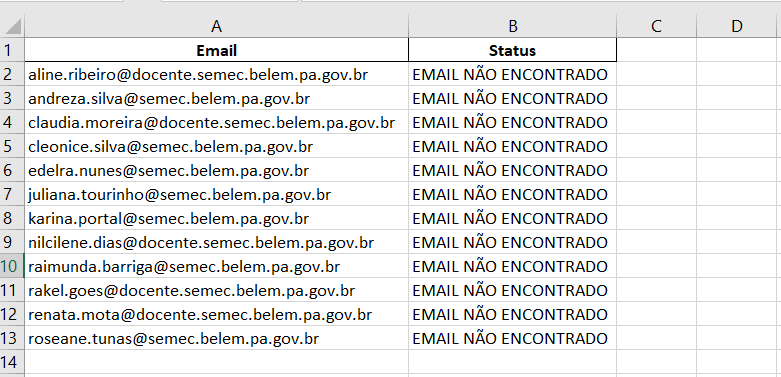 A B C D
1 Email Status
2 aline.ribeiro@docente.semec.belem.pa.gov.br EMAIL NÃO ENCONTRADO
3 andreza.silva@semec.belem.pa.gov.br EMAIL NÃO ENCONTRADO
4 claudia.moreira@docente.semec.belem.pa.gov.br EMAIL NÃO ENCONTRADO
5 cleonice.silva@semec.belem.pa.gov.br EMAIL NÃO ENCONTRADO
6 edelra.nunes@semec.belem.pa.gov.br EMAIL NÃO ENCONTRADO
7 juliana.tourinho@semec.belem.pa.gov.br EMAIL NÃO ENCONTRADO
8 karina.portal@semec.belem.pa.gov.br EMAIL NÃO ENCONTRADO
9 nilcilene.dias@docente.semec.belem.pa.gov.br EMAIL NÃO ENCONTRADO
10 raimunda.barriga@semec.belem.pa.gov.br EMAIL NÃO ENCONTRADO
11 rakel.goes@docente.semec.belem.pa.gov.br EMAIL NÃO ENCONTRADO
12 renata.mota@docente.semec.belem.pa.gov.br EMAIL NÃO ENCONTRADO
13 roseane.tunas@semec.belem.pa.gov.br EMAIL NÃO ENCONTRADO
14